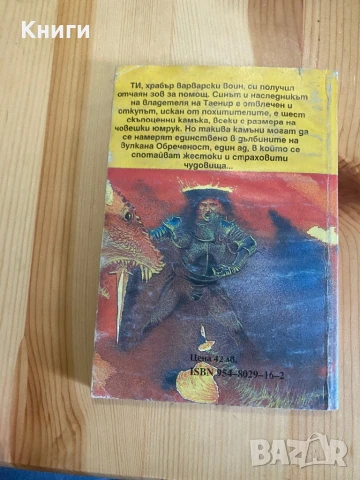 Книги
ТИ, храбър варварски воин, си получил
отчаян зов за помощ. Синът и наследникът
на владетеля на Таенир е отвлечен и
откупът, искан от похитителите, е шест
скъпоценни камъка, всеки с размера на
човешки юмрук. Но такива камъни могат да
се намерят единствено в дълбините на
вулкана Обреченост, един ад, в който се
спотайват жестоки и страховити
чудовища...
Цена 42 лв.
ISBN 954-8029-16-2
BAZAR
bg